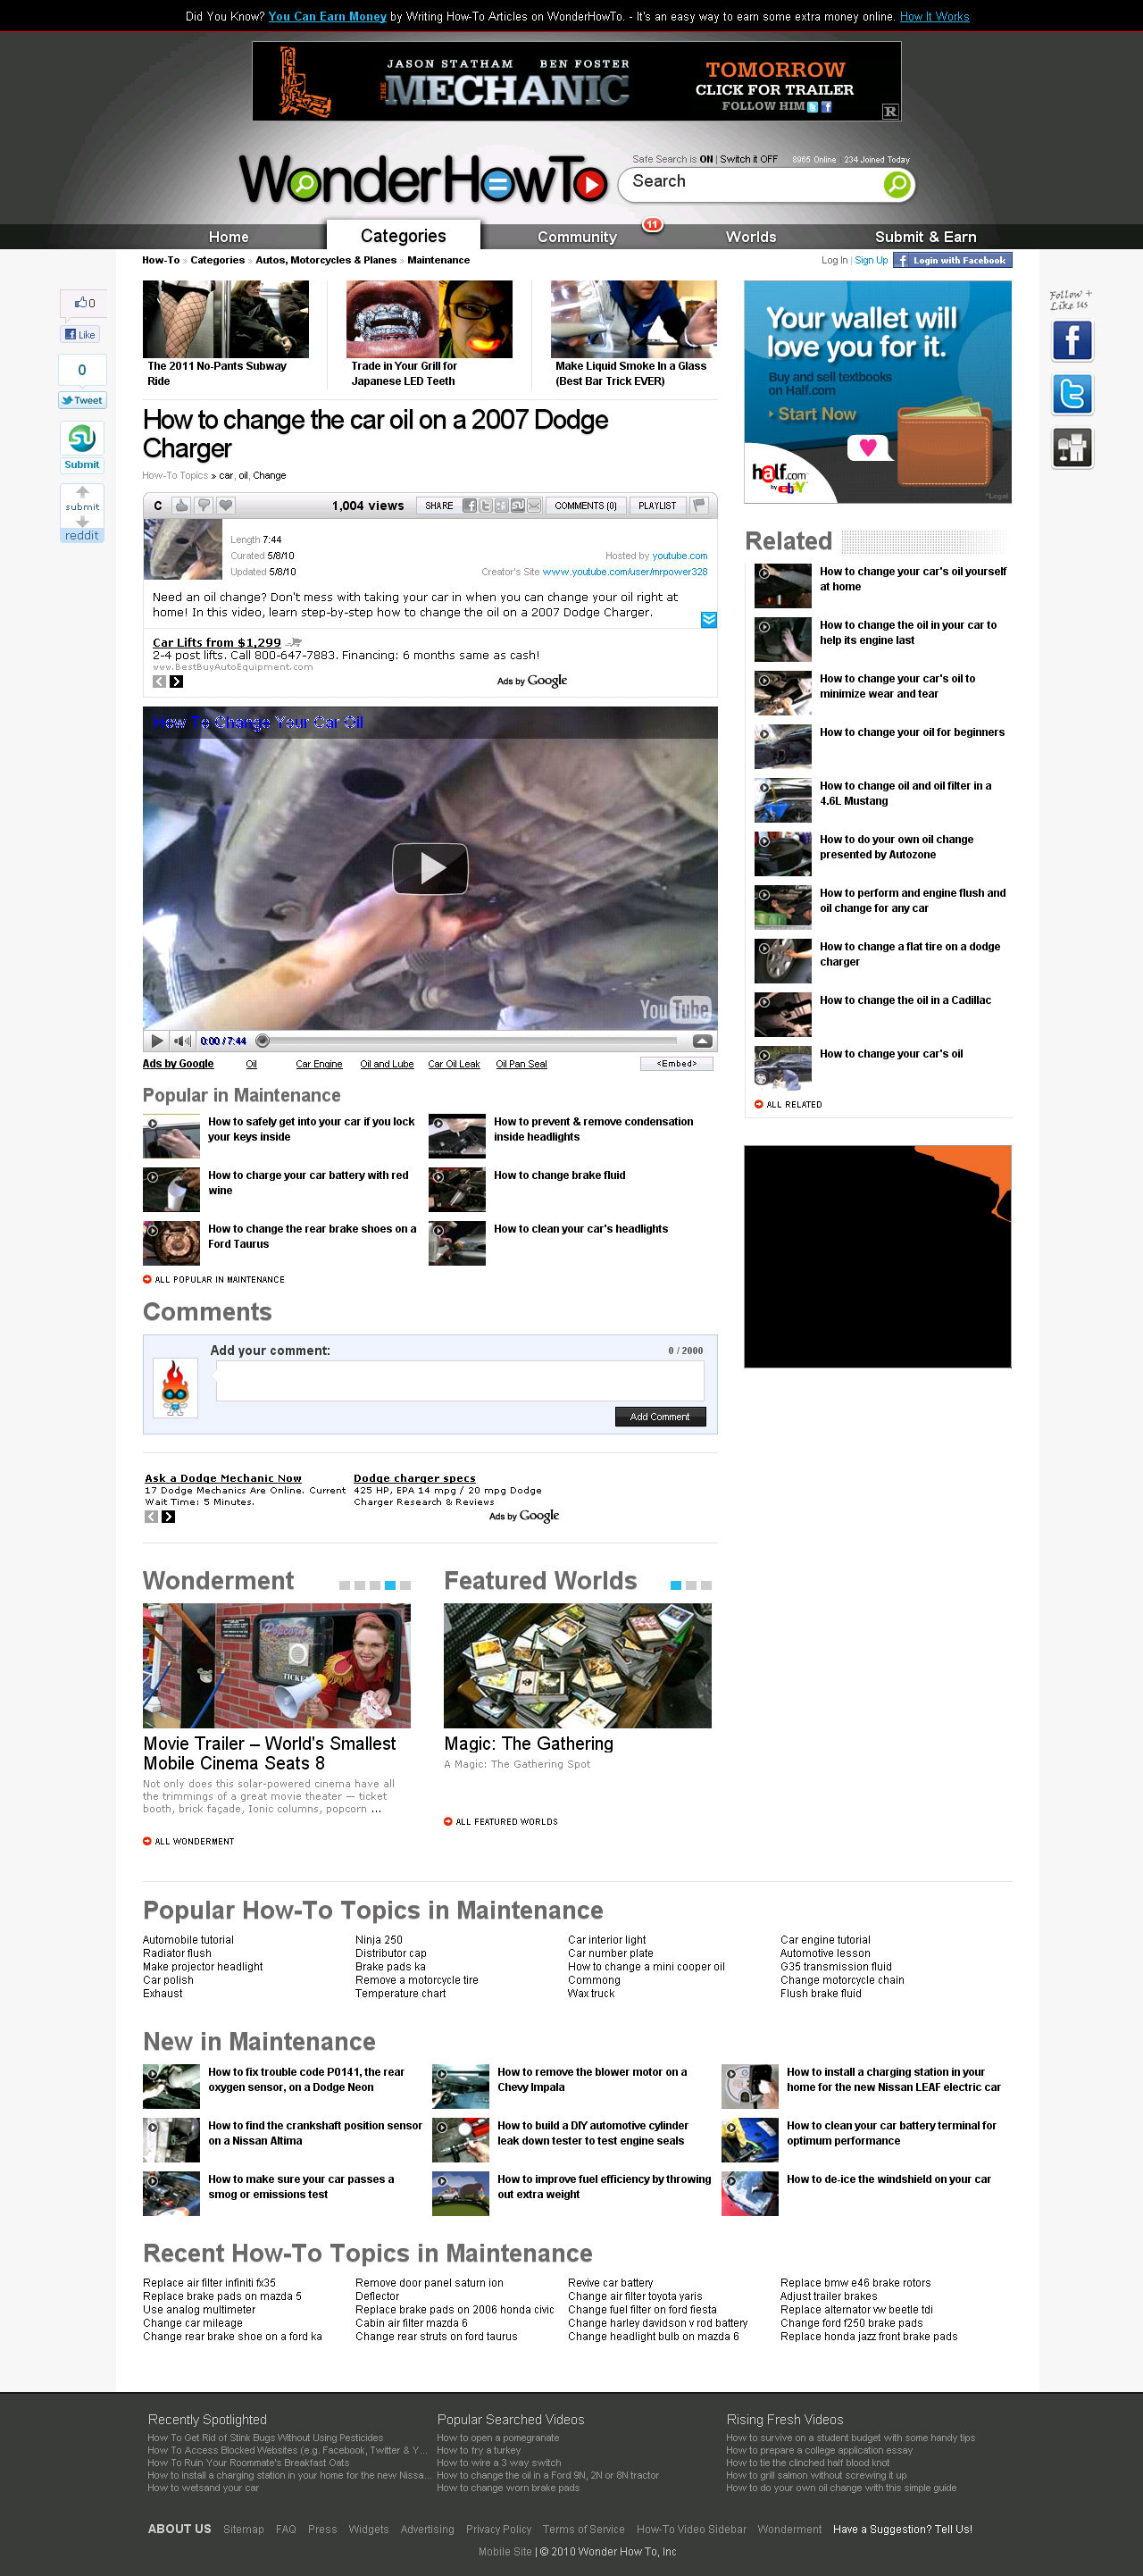 Did You Know? You Can Earn Money by Writing How-To Articles on WonderHowTo. - It's an easy way to earn some extra money online. How It Works
JASON STATHAM BEN FOSTER
THE MECHANIC
TOMORROW
CLICK FOR TRAILER
FOLLOW HIM
R
Safe Search is ON | Switch it OFF 8965 Online 234 Joined Today
WonderHowTo
Search
11
Home Categories Community Worlds Submit & Earn
How-To » Categories » Autos, Motorcycles & Planes » Maintenance
Log In | Sign Up Login with Facebook
0
Like
0
Tweet
Submit
submit
reddit
Follow +
Like us
The 2011 No-Pants Subway
Ride
Trade in Your Grill for
Japanese LED Teeth
Make Liquid Smoke In a Glass
(Best Bar Trick EVER)
How to change the car oil on a 2007 Dodge
Charger
How-To Topics » car, oil, Change
C 1,004 views SHARE COMMENTS (0) PLAYLIST
Length 7:44
Curated 5/8/10 Hosted by youtube.com
Updated 5/8/10 Creator's Site www.youtube.com/user/mrpower328
Need an oil change? Don't mess with taking your car in when you can change your oil right at
home! In this video, learn step-by-step how to change the oil on a 2007 Dodge Charger.
Car Lifts from $1,299
2-4 post lifts. Call 800-647-7883. Financing: 6 months same as cash!
www.BestBuyAutoEquipment.com
Ads by Google
How To Change Your Car Oil
YouTube
0:00 / 7:44
Ads by Google Oil Car Engine Oil and Lube Car Oil Leak Oil Pan Seal <Embed>
Your wallet will
love you for it.
Buy and sell textbooks
on Half.com
Start Now
half.com
by ebY
*Legal
Related
How to change your car's oil yourself
at home
How to change the oil in your car to
help its engine last
How to change your car's oil to
minimize wear and tear
How to change your oil for beginners
How to change oil and oil filter in a
4.6L Mustang
How to do your own oil change
presented by Autozone
How to perform and engine flush and
oil change for any car
How to change a flat tire on a dodge
charger
How to change the oil in a Cadillac
How to change your car's oil
ALL RELATED
Popular in Maintenance
How to safely get into your car if you lock
your keys inside
How to prevent & remove condensation
inside headlights
How to charge your car battery with red
wine
How to change brake fluid
How to change the rear brake shoes on a
Ford Taurus
How to clean your car's headlights
ALL POPULAR IN MAINTENANCE
Comments
Add your comment: 0 / 2000
Add Comment
Ask a Dodge Mechanic Now
17 Dodge Mechanics Are Online. Current
Wait Time: 5 Minutes.
Dodge charger specs
425 HP, EPA 14 mpg / 20 mpg Dodge
Charger Research & Reviews
Ads by Google
Wonderment
Popcorn
TICKE
Movie Trailer – World's Smallest
Mobile Cinema Seats 8
Not only does this solar-powered cinema have all
the trimmings of a great movie theater — ticket
booth, brick façade, Ionic columns, popcorn ...
ALL WONDERMENT
Featured Worlds
Magic: The Gathering
A Magic: The Gathering Spot
ALL FEATURED WORLDS
Popular How-To Topics in Maintenance
Automobile tutorial Ninja 250 Car interior light Car engine tutorial
Radiator flush Distributor cap Car number plate Automotive lesson
Make projector headlight Brake pads ka How to change a mini cooper oil G35 transmission fluid
Car polish Remove a motorcycle tire Commong Change motorcycle chain
Exhaust Temperature chart Wax truck Flush brake fluid
New in Maintenance
How to fix trouble code P0141, the rear
oxygen sensor, on a Dodge Neon
How to remove the blower motor on a
Chevy Impala
How to install a charging station in your
home for the new Nissan LEAF electric car
How to find the crankshaft position sensor
on a Nissan Altima
How to build a DIY automotive cylinder
leak down tester to test engine seals
How to clean your car battery terminal for
optimum performance
How to make sure your car passes a
smog or emissions test
How to improve fuel efficiency by throwing
out extra weight
How to de-ice the windshield on your car
Recent How-To Topics in Maintenance
Replace air filter infiniti fx35 Remove door panel saturn ion Revive car battery Replace bmw e46 brake rotors
Replace brake pads on mazda 5 Deflector Change air filter toyota yaris Adjust trailer brakes
Use analog multimeter Replace brake pads on 2006 honda civic Change fuel filter on ford fiesta Replace alternator vw beetle tdi
Change car mileage Cabin air filter mazda 6 Change harley davidson v rod battery Change ford f250 brake pads
Change rear brake shoe on a ford ka Change rear struts on ford taurus Change headlight bulb on mazda 6 Replace honda jazz front brake pads
Recently Spotlighted
How To Get Rid of Stink Bugs Without Using Pesticides
How To Access Blocked Websites (e.g. Facebook, Twitter & Y...
How To Ruin Your Roommate's Breakfast Oats
How to install a charging station in your home for the new Nissa...
How to wetsand your car
Popular Searched Videos
How to open a pomegranate
How to fry a turkey
How to wire a 3 way switch
How to change the oil in a Ford 9N, 2N or 8N tractor
How to change worn brake pads
Rising Fresh Videos
How to survive on a student budget with some handy tips
How to prepare a college application essay
How to tie the clinched half blood knot
How to grill salmon without screwing it up
How to do your own oil change with this simple guide
ABOUT US Sitemap FAQ Press Widgets Advertising Privacy Policy Terms of Service How-To Video Sidebar Wonderment Have a Suggestion? Tell Us!
Mobile Site | © 2010 Wonder How To, Inc